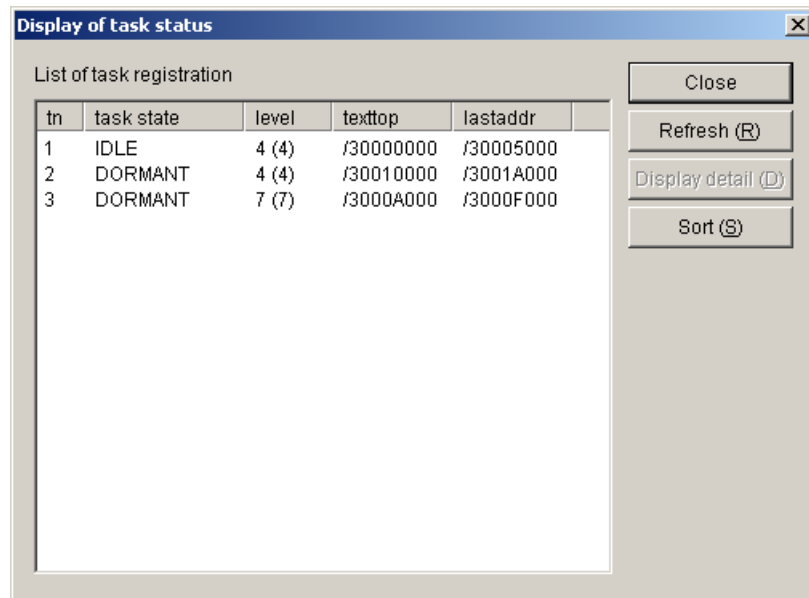 Display of task status
List of task registration
tn task state level texttop lastaddr
1 IDLE 4 (4) /30000000 /30005000
2 DORMANT 4 (4) /30010000 /3001A000
3 DORMANT 7 (7) /3000A000 /3000F000
Close
Refresh (R)
Display detail (D)
Sort (S)